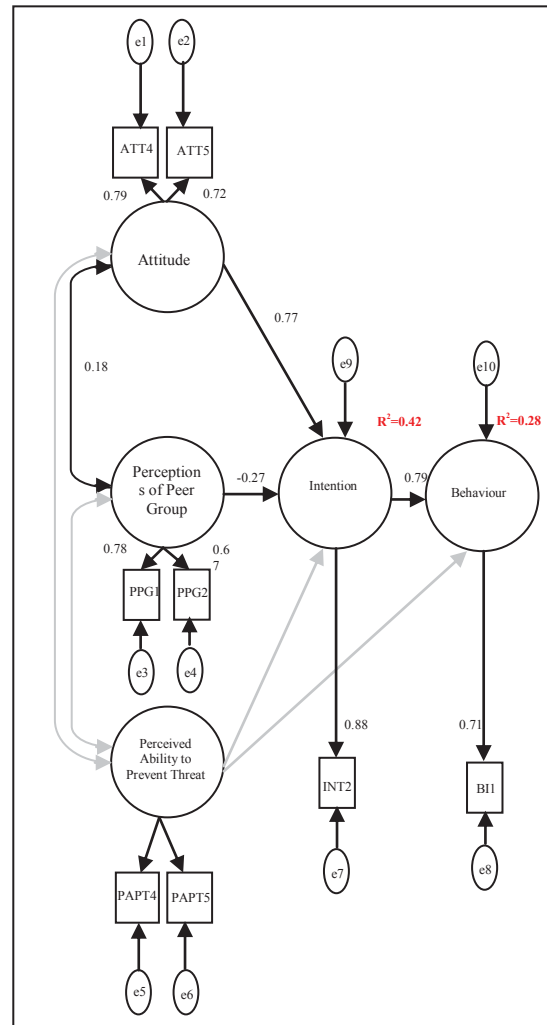 e1
e2
ATT4
ATT5
0.79
0.72
Attitude
0.77
0.18
e9
e10
R²=0.42
R²=0.28
Perception
s of Peer
Group
-0.27
Intention
0.79
Behaviour
0.78
0.6
7
PPG1
PPG2
e3
e4
Perceived
Ability to
Prevent Threat
0.88
0.71
INT2
BI1
e7
e8
PAPT4
PAPT5
e5
e6